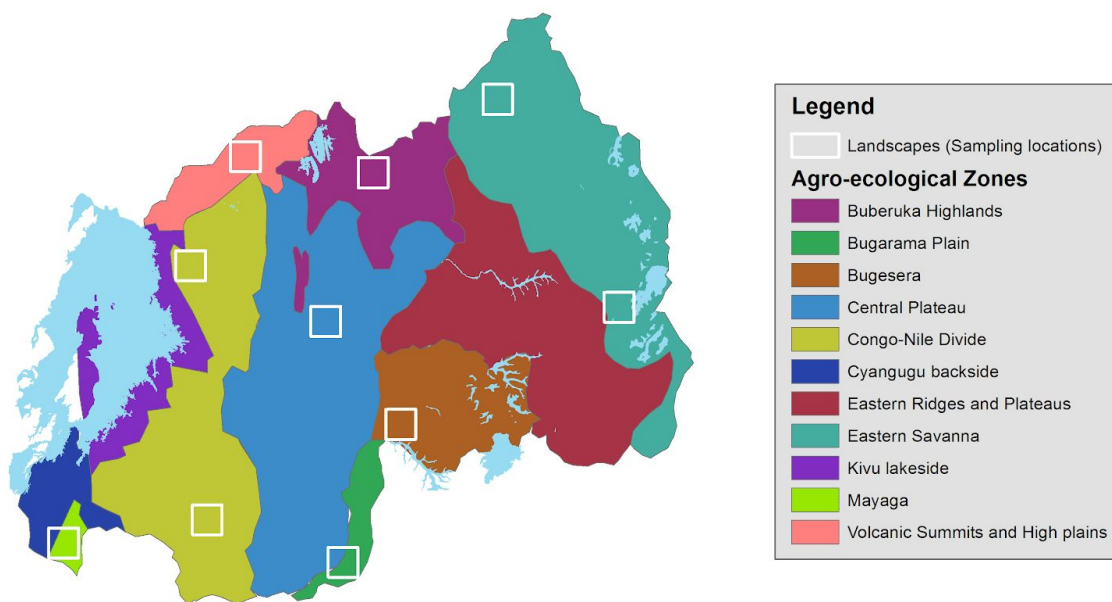 Legend
Landscapes (Sampling locations)
Agro-ecological Zones
Buberuka Highlands
Bugarama Plain
Bugesera
Central Plateau
Congo-Nile Divide
Cyangugu backside
Eastern Ridges and Plateaus
Eastern Savanna
Kivu lakeside
Mayaga
Volcanic Summits and High plains